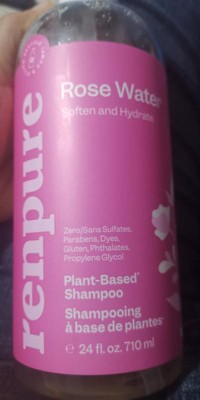 renpure
Rose Water
Soften and Hydrate
Zero/Sans Sulfates,
Parabens, Dyes,
Gluten, Phthalates,
Propylene Glycol
Plant-Based*
Shampoo
Shampooing
à base de plantes*
℮ 24 fl. oz. 710 ml